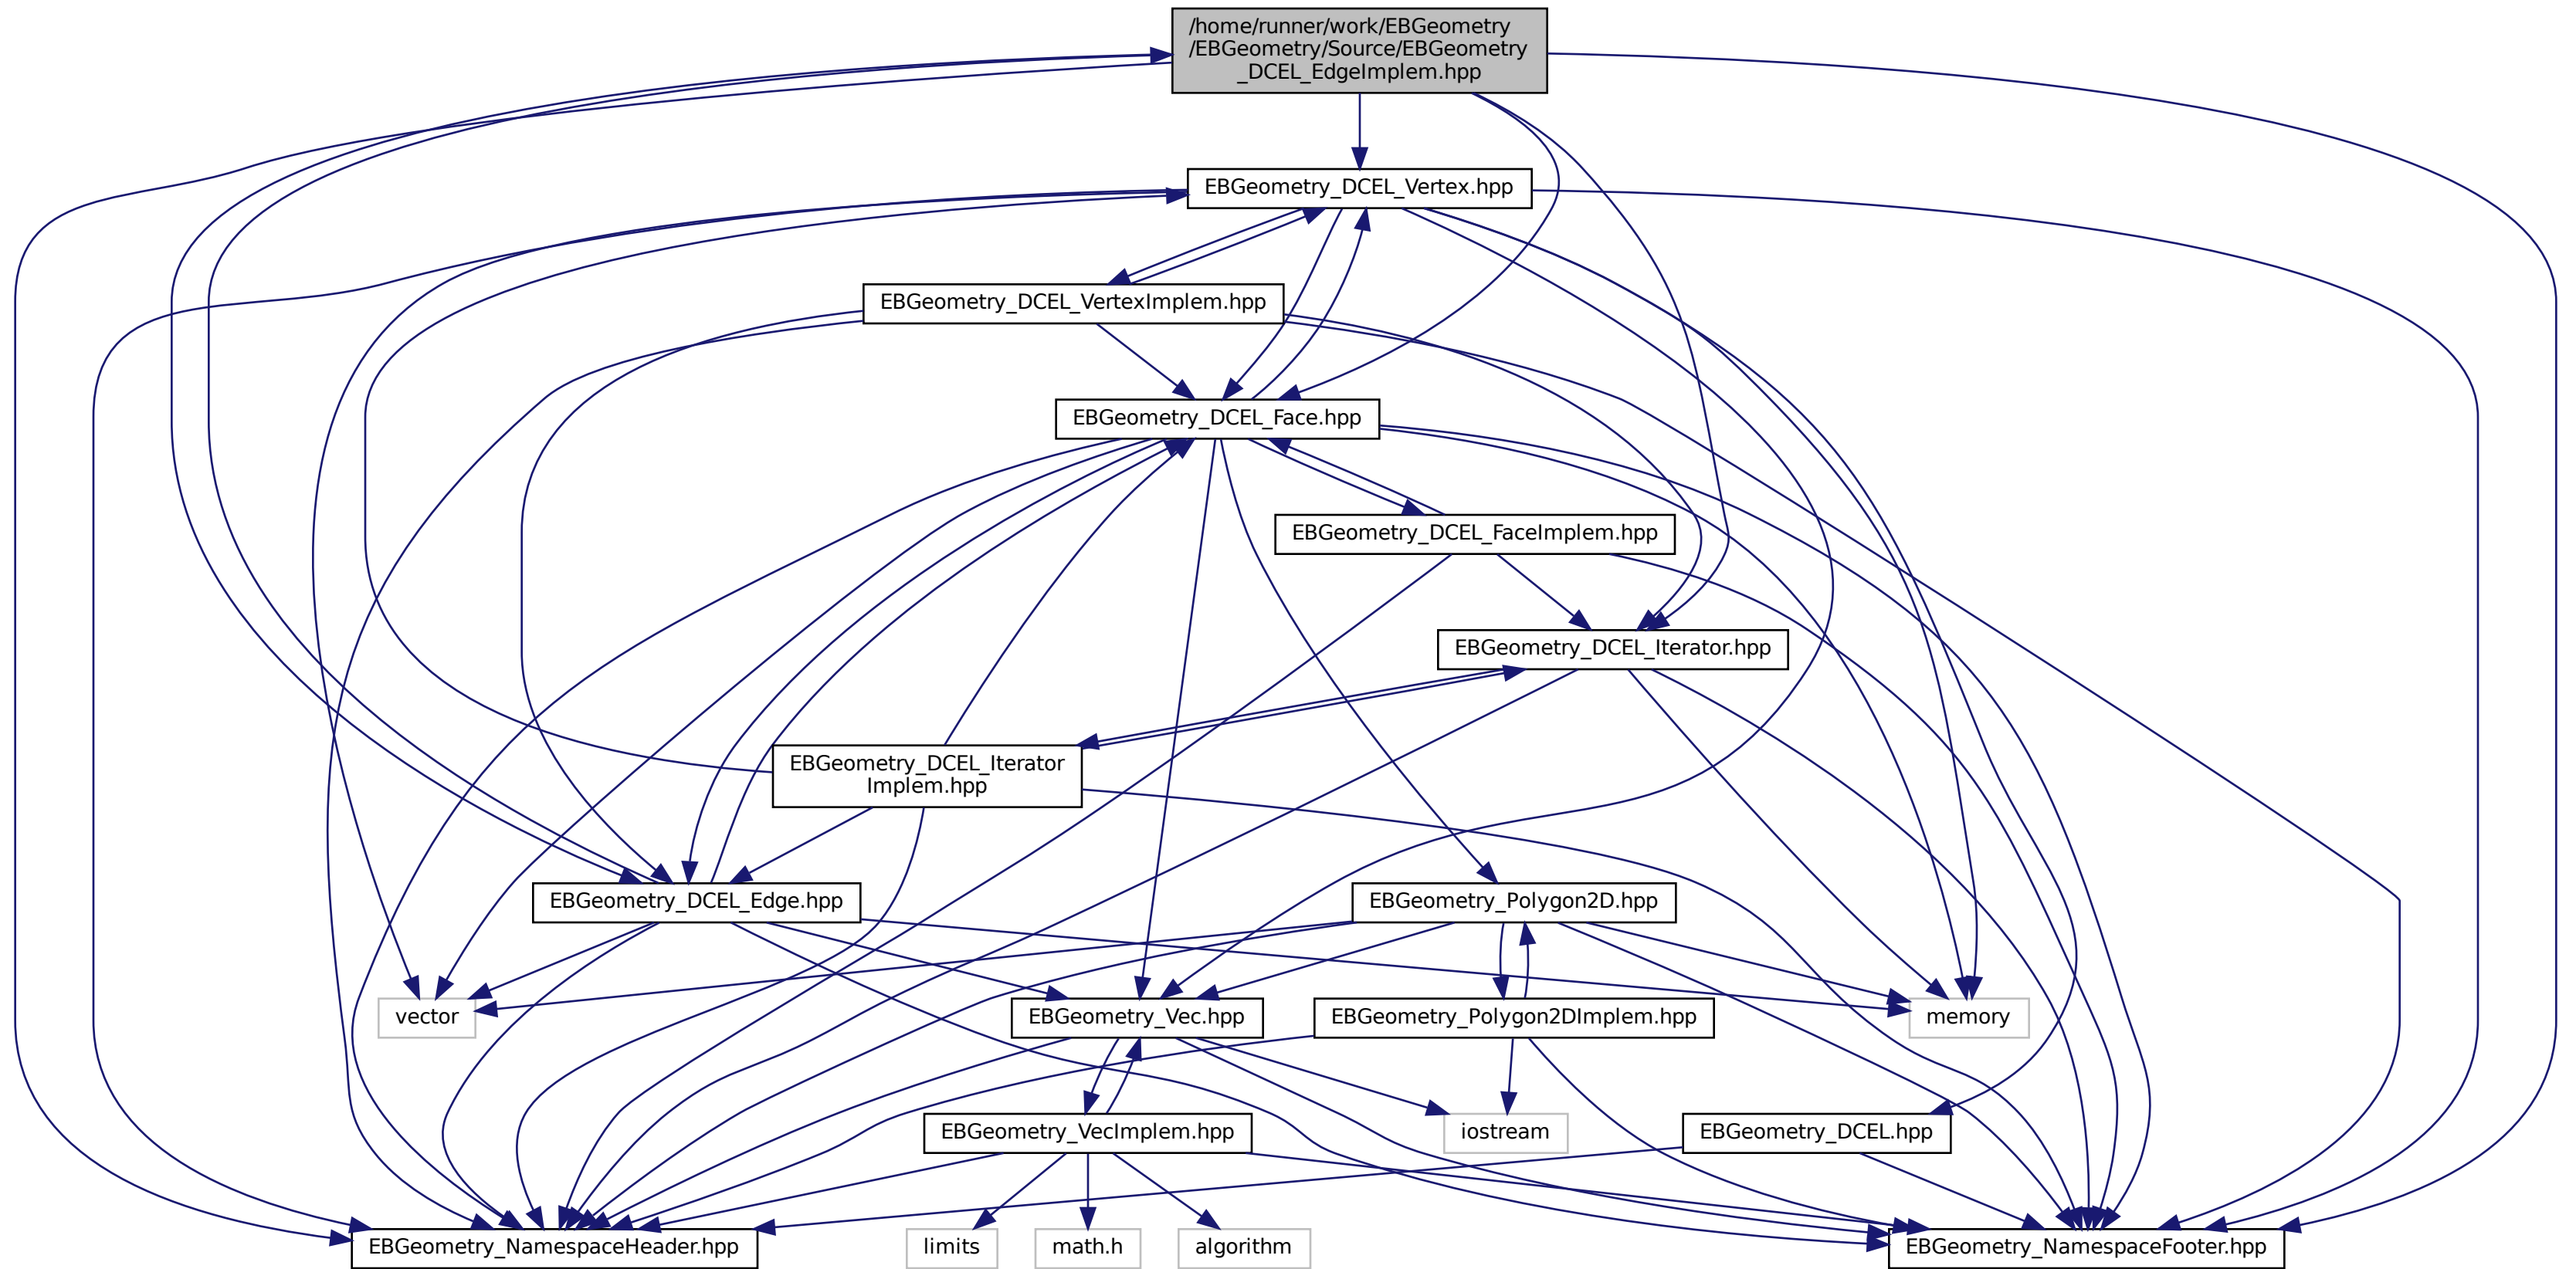 /home/runner/work/EBGeometry
/EBGeometry/Source/EBGeometry
_DCEL_EdgeImplem.hpp
EBGeometry_DCEL_Vertex.hpp
EBGeometry_DCEL_VertexImplem.hpp
EBGeometry_DCEL_Face.hpp
EBGeometry_DCEL_FaceImplem.hpp
EBGeometry_DCEL_Iterator.hpp
EBGeometry_DCEL_Iterator
Implem.hpp
EBGeometry_DCEL_Edge.hpp
EBGeometry_Polygon2D.hpp
vector
EBGeometry_Vec.hpp
EBGeometry_Polygon2DImplem.hpp
memory
EBGeometry_VecImplem.hpp
iostream
EBGeometry_DCEL.hpp
EBGeometry_NamespaceHeader.hpp
limits
math.h
algorithm
EBGeometry_NamespaceFooter.hpp